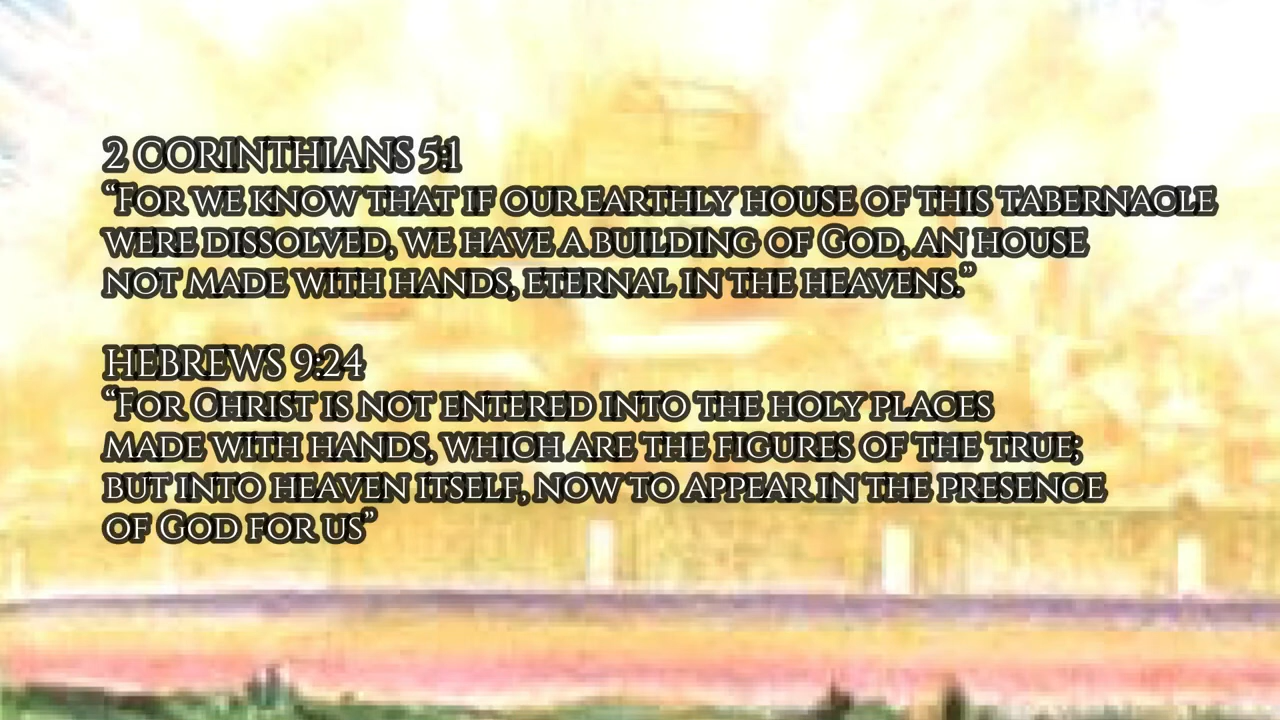 2 CORINTHIANS 5:1
“FOR WE KNOW THAT IF OUR EARTHLY HOUSE OF THIS TABERNACLE
WERE DISSOLVED, WE HAVE A BUILDING OF GOD, AN HOUSE
NOT MADE WITH HANDS, ETERNAL IN THE HEAVENS.”
HEBREWS 9:24
“FOR CHRIST IS NOT ENTERED INTO THE HOLY PLACES
MADE WITH HANDS, WHICH ARE THE FIGURES OF THE TRUE;
BUT INTO HEAVEN ITSELF, NOW TO APPEAR IN THE PRESENCE
OF GOD FOR US”